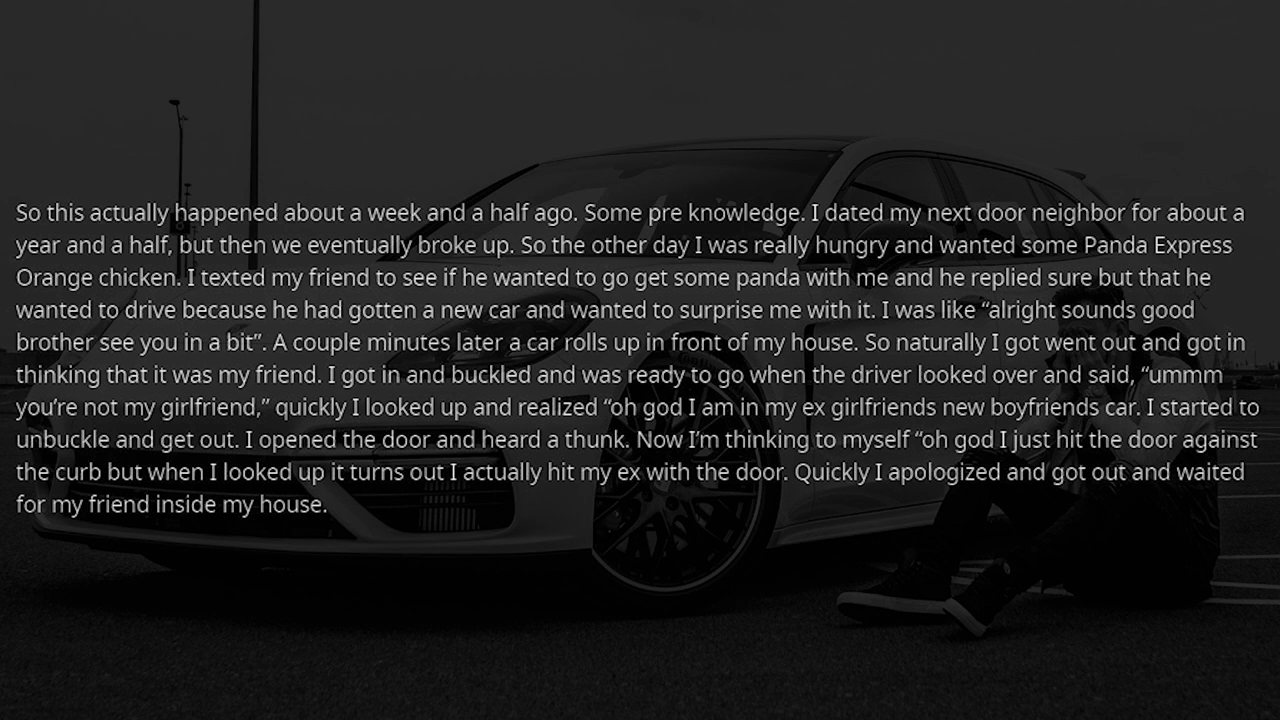 So this actually happened about a week and a half ago. Some pre knowledge. I dated my next door neighbor for about a
year and a half, but then we eventually broke up. So the other day I was really hungry and wanted some Panda Express
Orange chicken. I texted my friend to see if he wanted to go get some panda with me and he replied sure but that he
wanted to drive because he had gotten a new car and wanted to surprise me with it. I was like “alright sounds good
brother see you in a bit”. A couple minutes later a car rolls up in front of my house. So naturally I got went out and got in
thinking that it was my friend. I got in and buckled and was ready to go when the driver looked over and said, “ummm
you’re not my girlfriend,” quickly I looked up and realized “oh god I am in my ex girlfriends new boyfriends car. I started to
unbuckle and get out. I opened the door and heard a thunk. Now I’m thinking to myself “oh god I just hit the door against
the curb but when I looked up it turns out I actually hit my ex with the door. Quickly I apologized and got out and waited
for my friend inside my house.